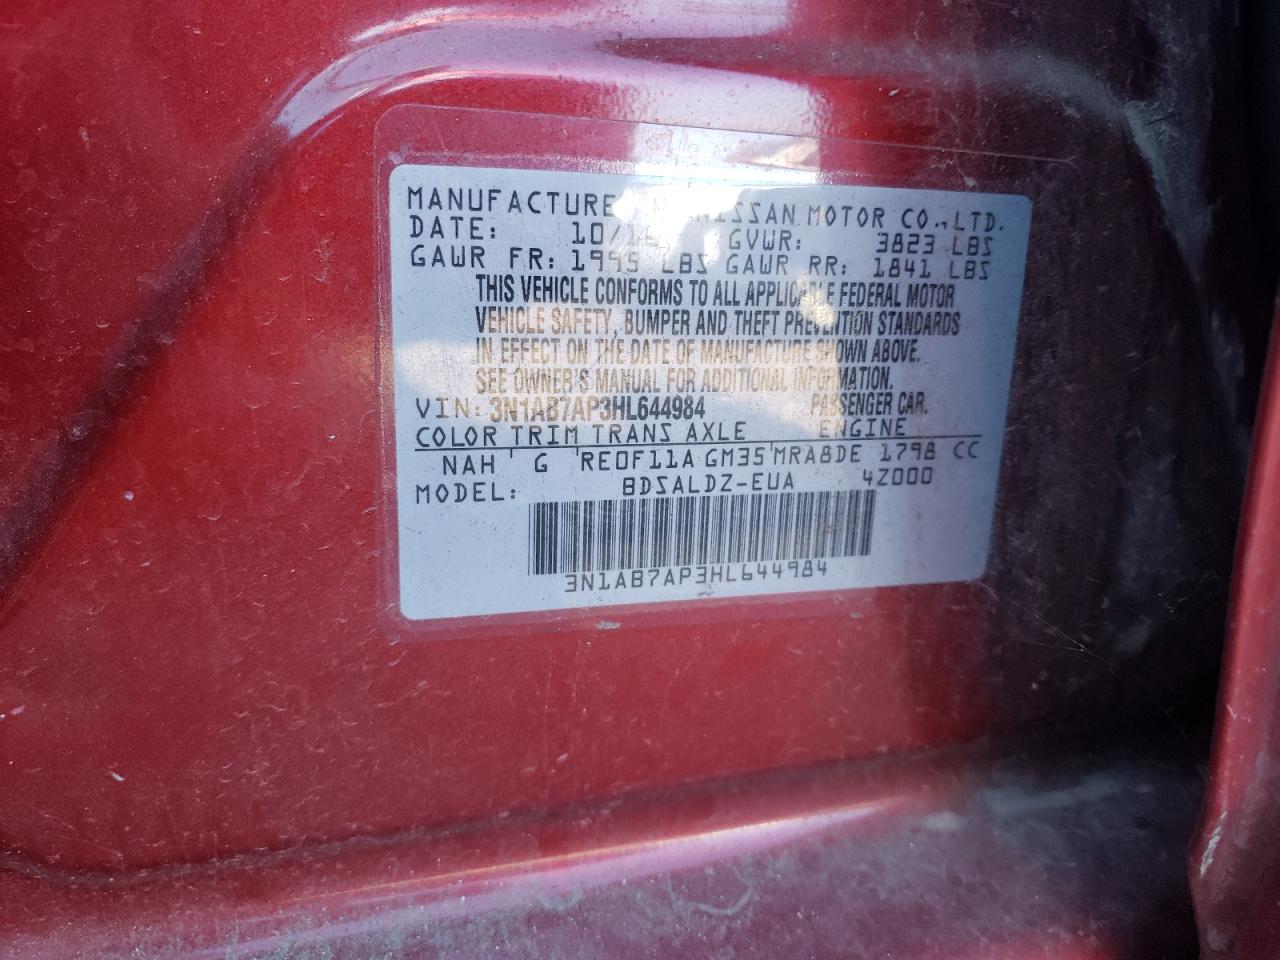 MANUFACTURED NISSAN MOTOR CO.,LTD.
DATE: 10/16 GVWR: 3823 LBS
GAWR FR: 1995 LBS GAWR RR: 1841 LBS
THIS VEHICLE CONFORMS TO ALL APPLICABLE FEDERAL MOTOR
VEHICLE SAFETY, BUMPER AND THEFT PREVENTION STANDARDS
IN EFFECT ON THE DATE OF MANUFACTURE SHOWN ABOVE.
SEE OWNER'S MANUAL FOR ADDITIONAL INFORMATION.
VIN: 3N1AB7AP3HL644984 PASSENGER CAR.
COLOR TRIM TRANS AXLE ENGINE
NAH ' G RE0F11A GM35 ' MRA8DE 1798 CC
MODEL: BDSALDZ-EUA 4Z000
3N1AB7AP3HL644984